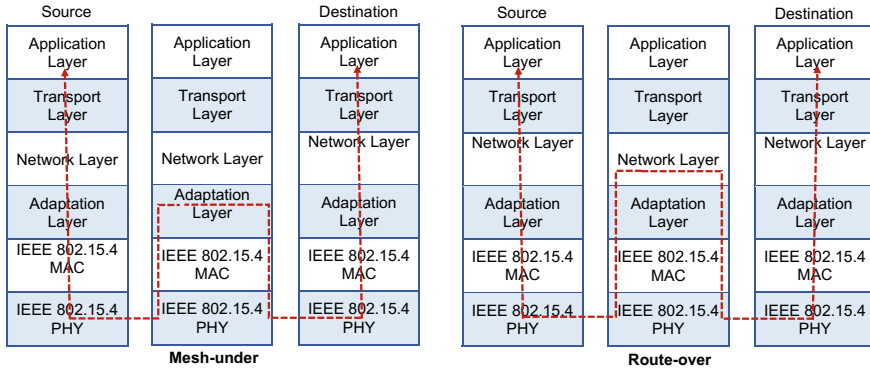 Source
Destination
Application
Layer
Transport
Layer
Network Layer
Adaptation
Layer
IEEE 802.15.4
MAC
IEEE 802.15.4
PHY
Application
Layer
Transport
Layer
Network Layer
Adaptation
Layer
IEEE 802.15.4
MAC
IEEE 802.15.4
PHY
Application
Layer
Transport
Layer
Network Layer
Adaptation
Layer
IEEE 802.15.4
MAC
IEEE 802.15.4
PHY
Mesh-under
Source
Destination
Application
Layer
Transport
Layer
Network Layer
Adaptation
Layer
IEEE 802.15.4
MAC
IEEE 802.15.4
PHY
Application
Layer
Transport
Layer
Network Layer
Adaptation
Layer
IEEE 802.15.4
MAC
IEEE 802.15.4
PHY
Application
Layer
Transport
Layer
Network Layer
Adaptation
Layer
IEEE 802.15.4
MAC
IEEE 802.15.4
PHY
Route-over